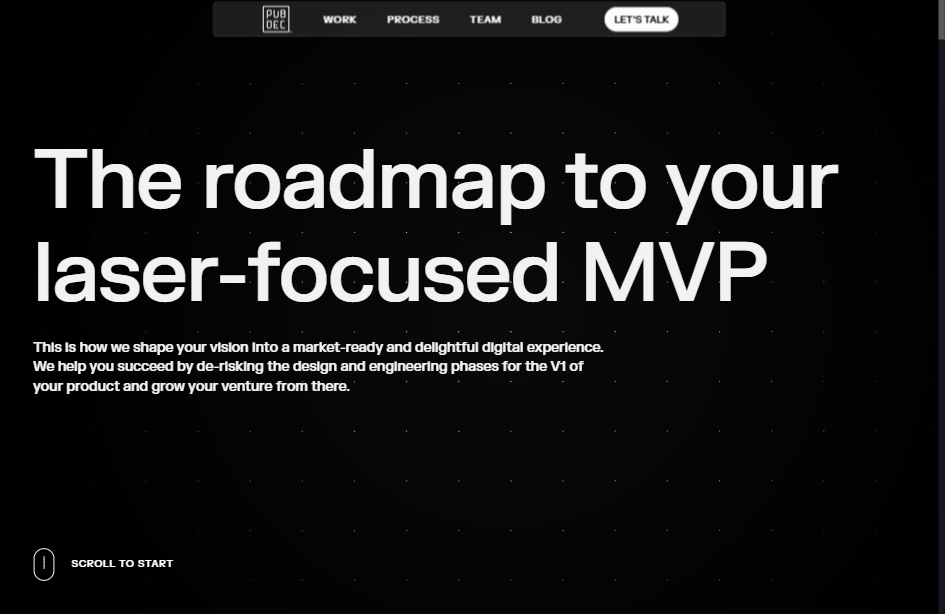 PUB
DEC
WORK
PROCESS
TEAM
BLOG
LET'S TALK
The roadmap to your
laser-focused MVP
This is how we shape your vision into a market-ready and delightful digital experience.
We help you succeed by de-risking the design and engineering phases for the V1 of
your product and grow your venture from there.
SCROLL TO START